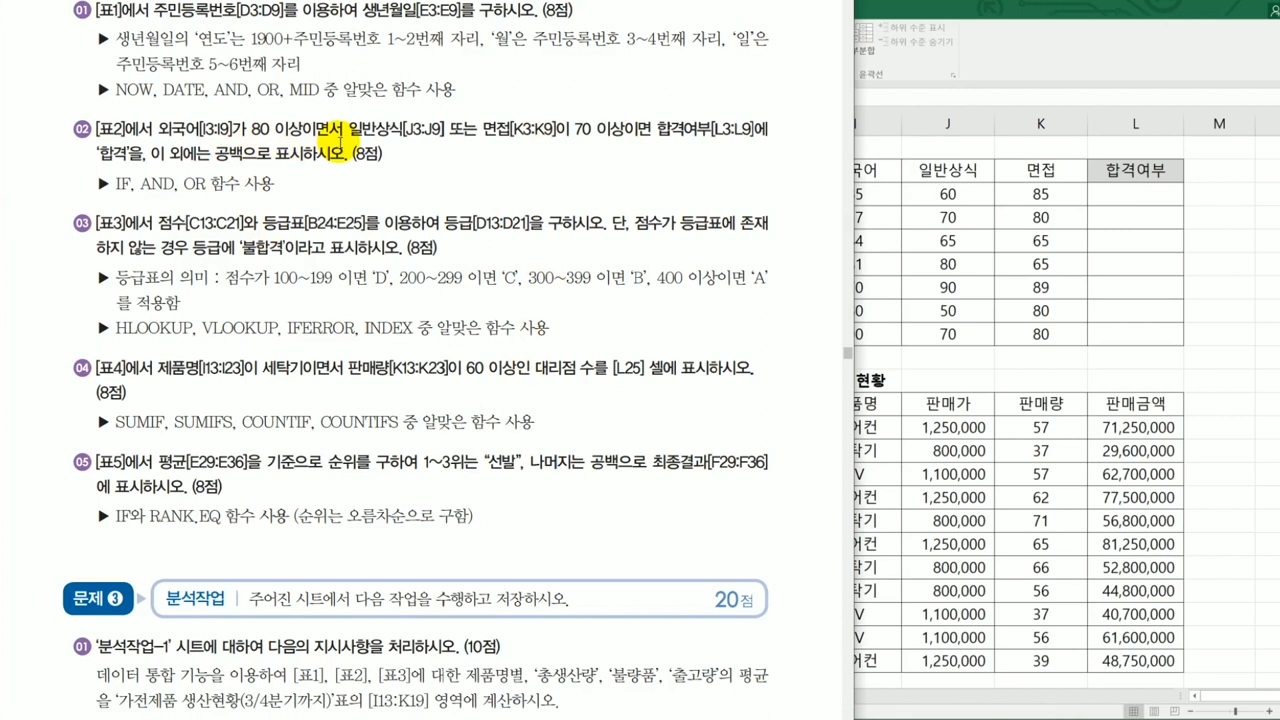 01 [표1]에서 주민등록번호[D3:D9]를 이용하여 생년월일[E3:E9]를 구하시오. (8점)
▶ 생년월일의 '연도'는 1900+주민등록번호 1~2번째 자리, '월'은 주민등록번호 3~4번째 자리, '일'은
주민등록번호 5~6번째 자리
▶ NOW, DATE, AND, OR, MID 중 알맞은 함수 사용
02 [표2]에서 외국어[I3:I9]가 80 이상이면서 일반상식[J3:J9] 또는 면접[K3:K9]이 70 이상이면 합격여부[L3:L9]에
'합격'을, 이 외에는 공백으로 표시하시오. (8점)
▶ IF, AND, OR 함수 사용
03 [표3]에서 점수[C13:C21]와 등급표[B24:E25]를 이용하여 등급[D13:D21]을 구하시오. 단, 점수가 등급표에 존재
하지 않는 경우 등급에 '불합격'이라고 표시하시오. (8점)
▶ 등급표의 의미 : 점수가 100~199 이면 'D', 200~299 이면 'C', 300~399 이면 'B', 400 이상이면 'A'
를 적용함
▶ HLOOKUP, VLOOKUP, IFERROR, INDEX 중 알맞은 함수 사용
04 [표4]에서 제품명[I13:I23]이 세탁기이면서 판매량[K13:K23]이 60 이상인 대리점 수를 [L25] 셀에 표시하시오.
(8점)
▶ SUMIF, SUMIFS, COUNTIF, COUNTIFS 중 알맞은 함수 사용
05 [표5]에서 평균[E29:E36]을 기준으로 순위를 구하여 1~3위는 "선발", 나머지는 공백으로 최종결과[F29:F36]
에 표시하시오. (8점)
▶ IF와 RANK.EQ 함수 사용 (순위는 오름차순으로 구함)
문제 3 분석작업 | 주어진 시트에서 다음 작업을 수행하고 저장하시오. 20점
01 '분석작업-1' 시트에 대하여 다음의 지시사항을 처리하시오. (10점)
데이터 통합 기능을 이용하여 [표1], [표2], [표3]에 대한 제품명별, '총생산량', '불량품', '출고량'의 평균
을 '가전제품 생산현황(3/4분기까지)'표의 [I13:K19] 영역에 계산하시오.
하위 수준 표시
부분합 하위 수준 숨기기
윤곽선
J K L M
국어 일반상식 면접 합격여부
5 60 85
7 70 80
4 65 65
1 80 65
0 90 89
0 50 80
00 70 80
현황
품명 판매가 판매량 판매금액
어컨 1,250,000 57 71,250,000
탁기 800,000 37 29,600,000
V 1,100,000 57 62,700,000
어컨 1,250,000 62 77,500,000
탁기 800,000 71 56,800,000
어컨 1,250,000 65 81,250,000
탁기 800,000 66 52,800,000
탁기 800,000 56 44,800,000
V 1,100,000 37 40,700,000
V 1,100,000 56 61,600,000
어컨 1,250,000 39 48,750,000